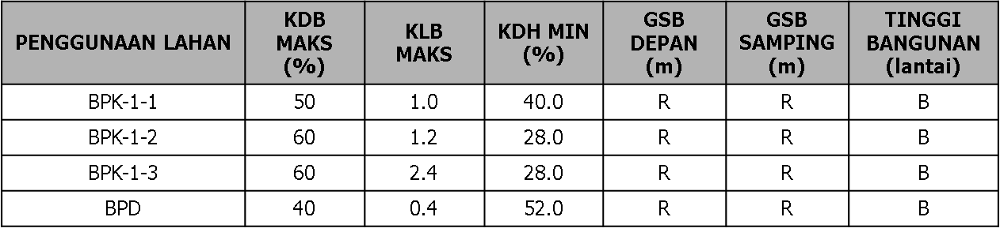 PENGGUNAAN LAHAN KDB MAKS (%) KLB MAKS KDH MIN (%) GSB DEPAN (m) GSB SAMPING (m) TINGGI BANGUNAN (lantai)
BPK-1-1 50 1.0 40.0 R R B
BPK-1-2 60 1.2 28.0 R R B
BPK-1-3 60 2.4 28.0 R R B
BPD 40 0.4 52.0 R R B